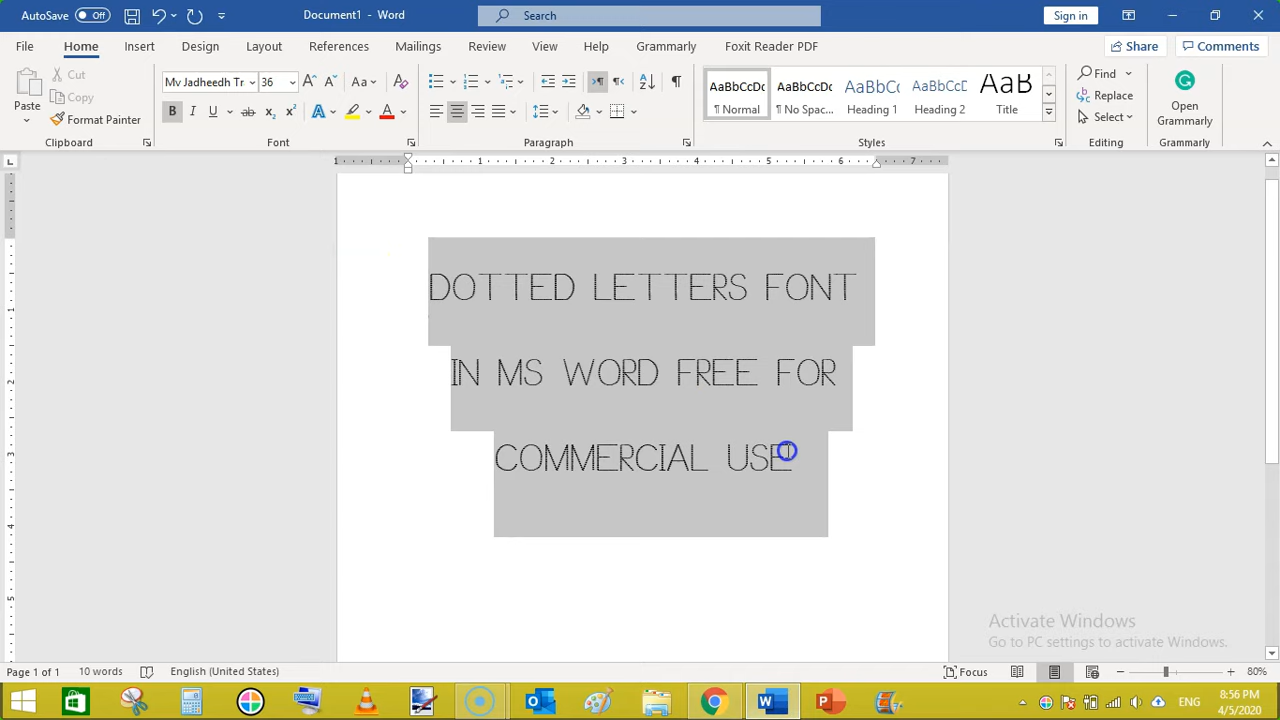 AutoSave Off Document1 - Word Search Sign in
File Home Insert Design Layout References Mailings Review View Help Grammarly Foxit Reader PDF Share Comments
Paste Cut Copy Format Painter
Clipboard
Mv Jadheedh Tr 36
Font
Paragraph
AaBbCcDc ¶ Normal
AaBbCcDc ¶ No Spac...
AaBbCc Heading 1
AaBbCcD Heading 2
AaB Title
Styles
Find
Replace
Select
Editing
Open Grammarly
Grammarly
DOTTED LETTERS FONT
IN MS WORD FREE FOR
COMMERCIAL USE
Activate Windows
Go to PC settings to activate Windows.
Page 1 of 1 10 words English (United States) Focus 80%
ENG 8:56 PM
4/5/2020